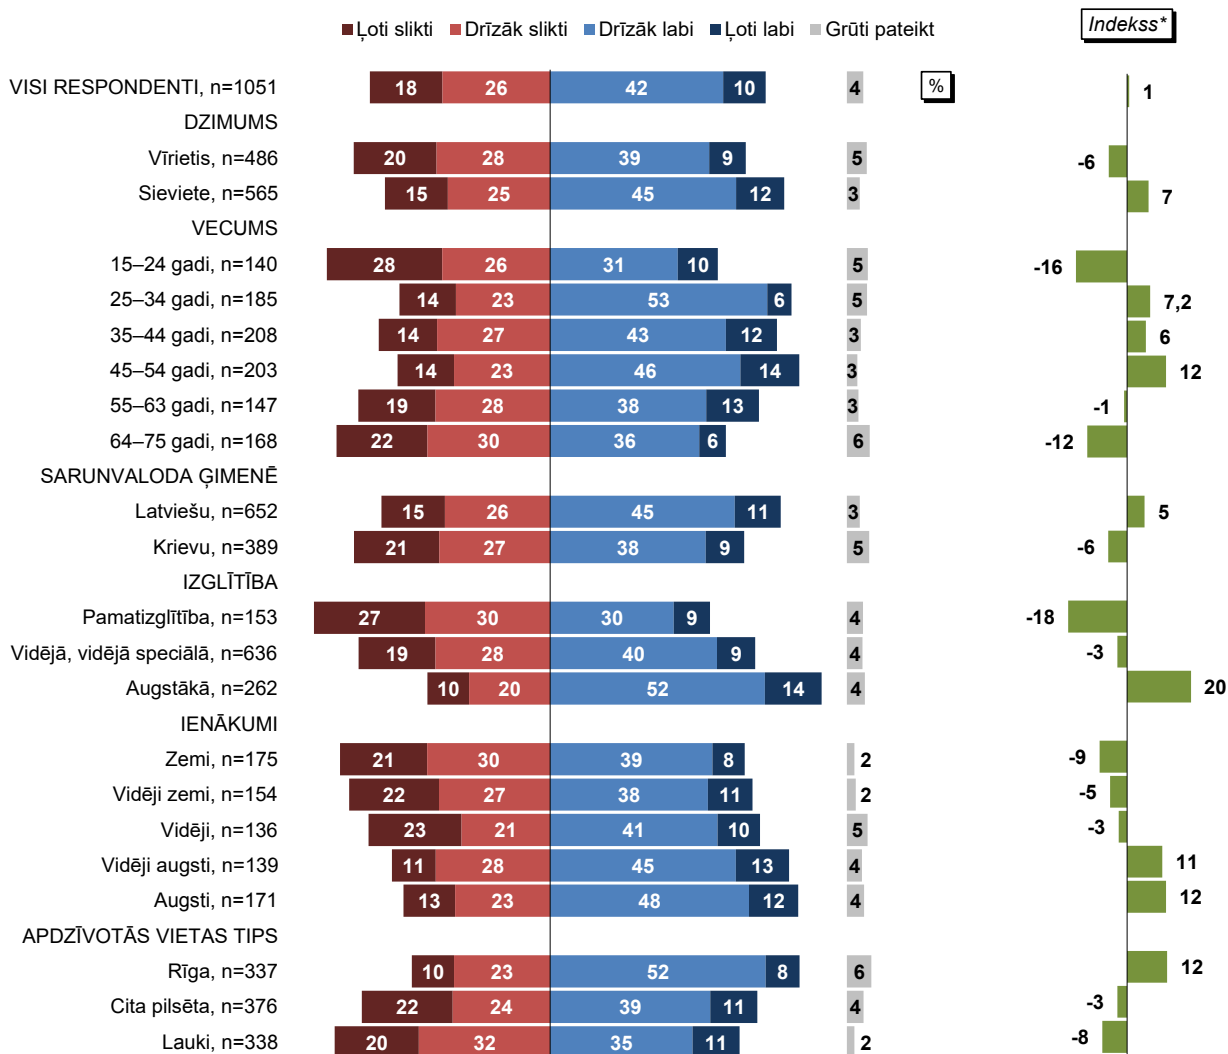 Ļoti slikti Drīzāk slikti Drīzāk labi Ļoti labi Grūti pateikt Indekss*
VISI RESPONDENTI, n=1051 18 26 42 10 4 % 1
DZIMUMS
Vīrietis, n=486 20 28 39 9 5 -6
Sieviete, n=565 15 25 45 12 3 7
VECUMS
15–24 gadi, n=140 28 26 31 10 5 -16
25–34 gadi, n=185 14 23 53 6 5 7,2
35–44 gadi, n=208 14 27 43 12 3 6
45–54 gadi, n=203 14 23 46 14 3 12
55–63 gadi, n=147 19 28 38 13 3 -1
64–75 gadi, n=168 22 30 36 6 6 -12
SARUNVALODA ĢIMENĒ
Latviešu, n=652 15 26 45 11 3 5
Krievu, n=389 21 27 38 9 5 -6
IZGLĪTĪBA
Pamatizglītība, n=153 27 30 30 9 4 -18
Vidējā, vidējā speciālā, n=636 19 28 40 9 4 -3
Augstākā, n=262 10 20 52 14 4 20
IENĀKUMI
Zemi, n=175 21 30 39 8 2 -9
Vidēji zemi, n=154 22 27 38 11 2 -5
Vidēji, n=136 23 21 41 10 5 -3
Vidēji augsti, n=139 11 28 45 13 4 11
Augsti, n=171 13 23 48 12 4 12
APDZĪVOTĀS VIETAS TIPS
Rīga, n=337 10 23 52 8 6 12
Cita pilsēta, n=376 22 24 39 11 4 -3
Lauki, n=338 20 32 35 11 2 -8